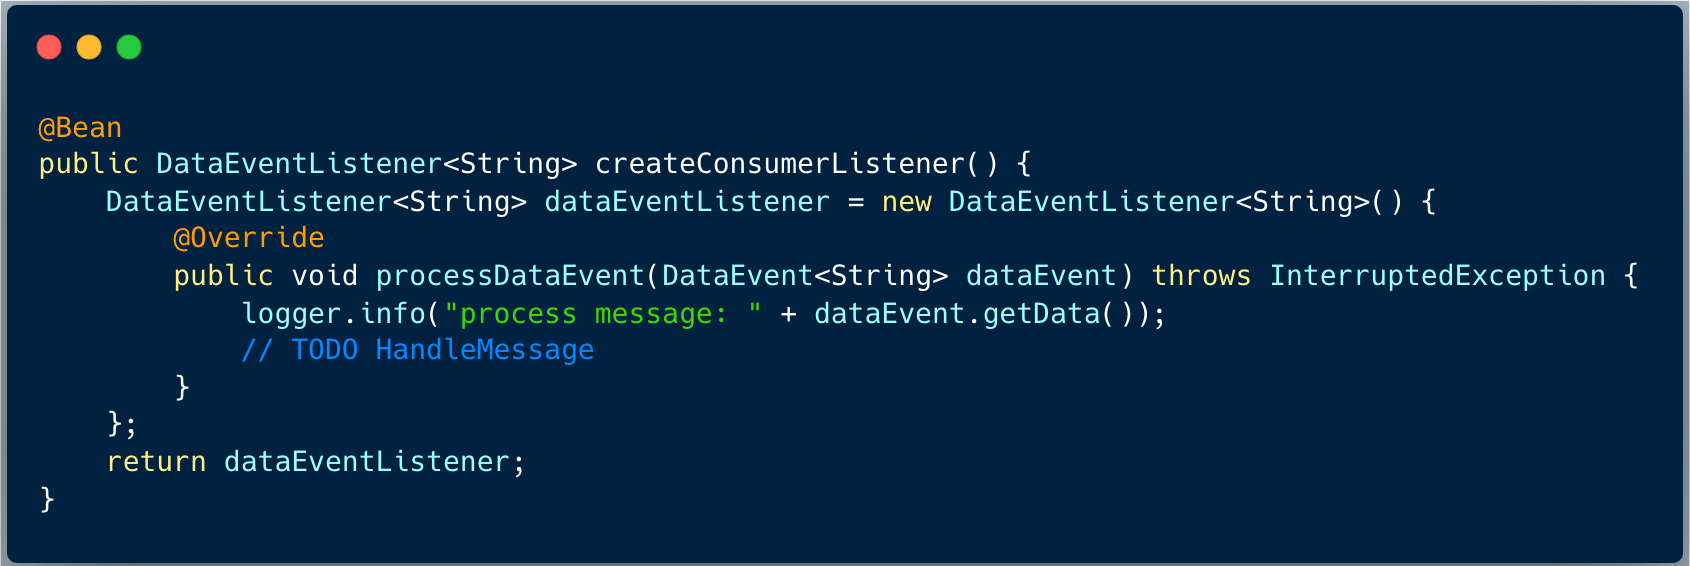 @Bean
public DataEventListener<String> createConsumerListener() {
    DataEventListener<String> dataEventListener = new DataEventListener<String>() {
        @Override
        public void processDataEvent(DataEvent<String> dataEvent) throws InterruptedException {
            logger.info("process message: " + dataEvent.getData());
            // TODO HandleMessage
        }
    };
    return dataEventListener;
}